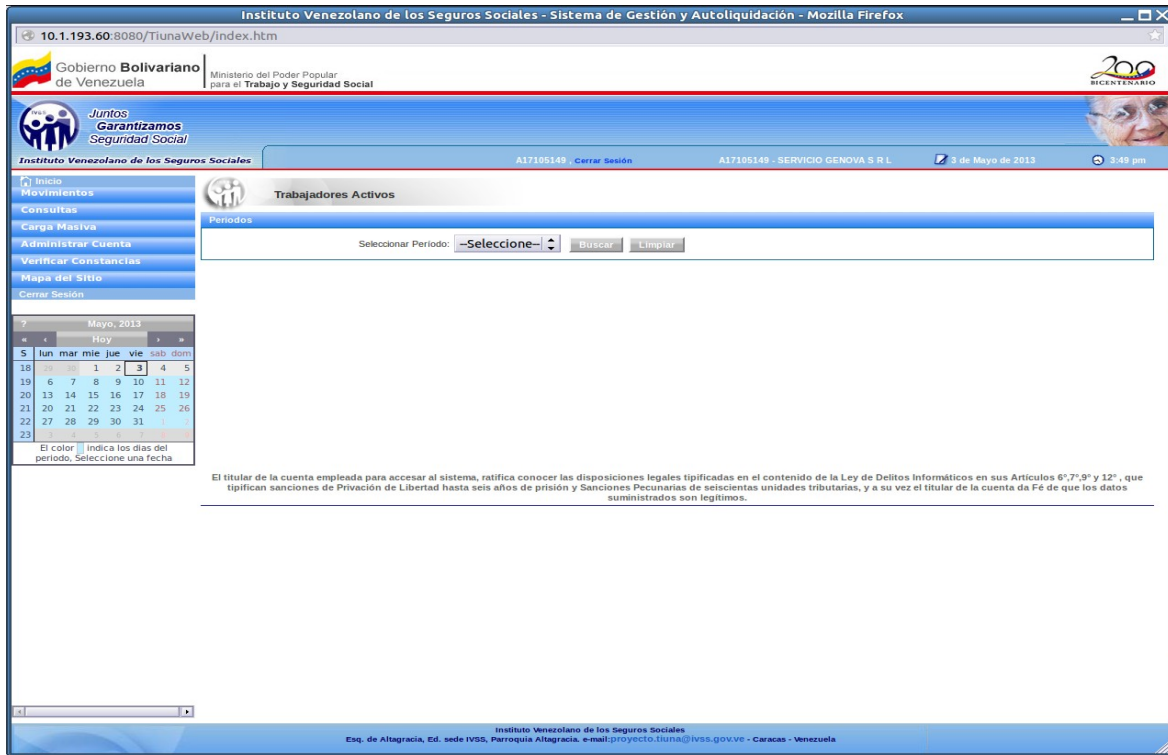 Instituto Venezolano de los Seguros Sociales - Sistema de Gestión y Autoliquidación - Mozilla Firefox
10.1.193.60:8080/TiunaWeb/index.htm
Gobierno Bolivariano
de Venezuela
Ministerio del Poder Popular
para el Trabajo y Seguridad Social
200
BICENTENARIO
I.V.S.S.
Juntos
Garantizamos
Seguridad Social
Instituto Venezolano de los Seguros Sociales
A17105149 , Cerrar Sesión
A17105149 - SERVICIO GENOVA S R L
3 de Mayo de 2013
3:49 pm
Inicio
Movimientos
Consultas
Carga Masiva
Administrar Cuenta
Verificar Constancias
Mapa del Sitio
Cerrar Sesión
Trabajadores Activos
Periodos
Seleccionar Período: --Seleccione-- Buscar Limpiar
? Mayo, 2013
« ‹ Hoy › »
S lun mar mie jue vie sab dom
18 29 30 1 2 3 4 5
19 6 7 8 9 10 11 12
20 13 14 15 16 17 18 19
21 20 21 22 23 24 25 26
22 27 28 29 30 31 1 2
23 3 4 5 6 7 8 9
El color indica los dias del
periodo, Seleccione una fecha
El titular de la cuenta empleada para accesar al sistema, ratifica conocer las disposiciones legales tipificadas en el contenido de la Ley de Delitos Informáticos en sus Artículos 6°,7°,9° y 12° , que
tipifican sanciones de Privación de Libertad hasta seis años de prisión y Sanciones Pecunarias de seiscientas unidades tributarias, y a su vez el titular de la cuenta da Fé de que los datos
suministrados son legítimos.
Instituto Venezolano de los Seguros Sociales
Esq. de Altagracia, Ed. sede IVSS, Parroquia Altagracia. e-mail:proyecto.tiuna@ivss.gov.ve - Caracas - Venezuela